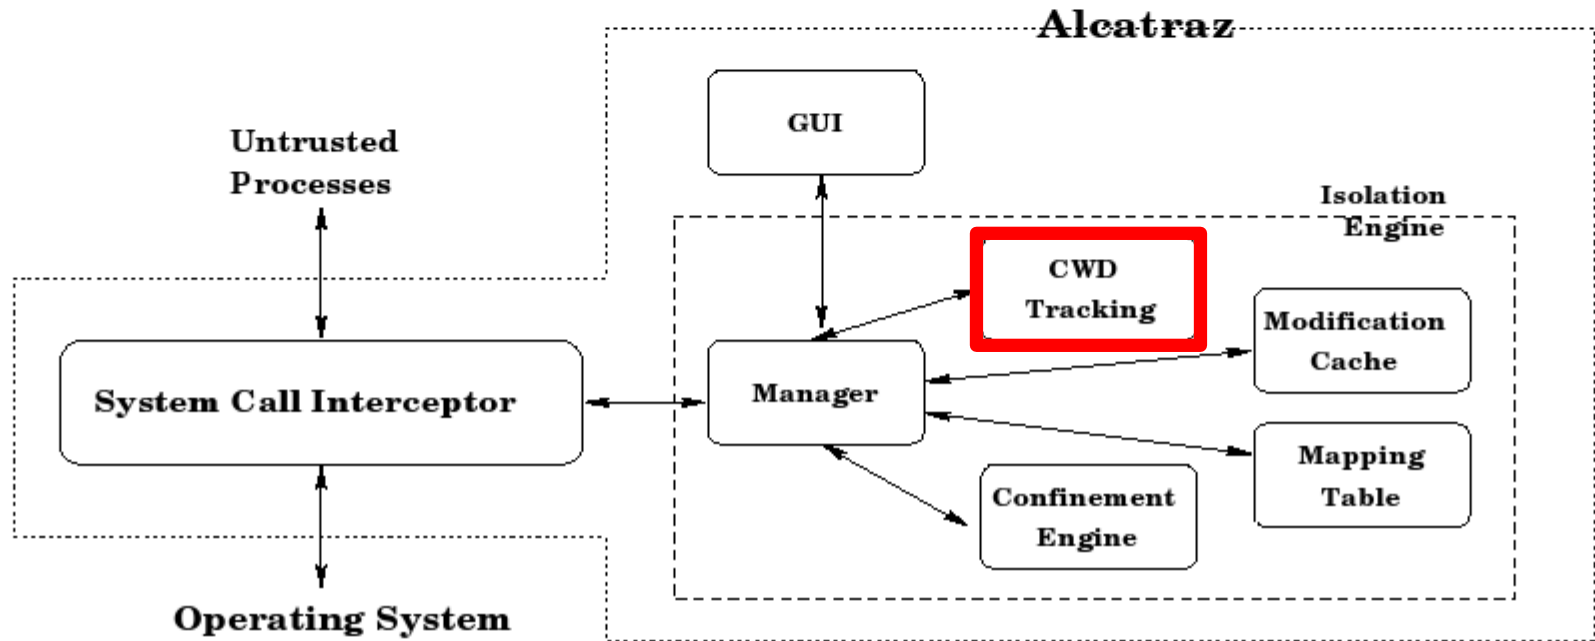 Alcatraz
GUI
Untrusted
Processes
Isolation
Engine
CWD
Tracking
Modification
Cache
System Call Interceptor
Manager
Mapping
Table
Confinement
Engine
Operating System